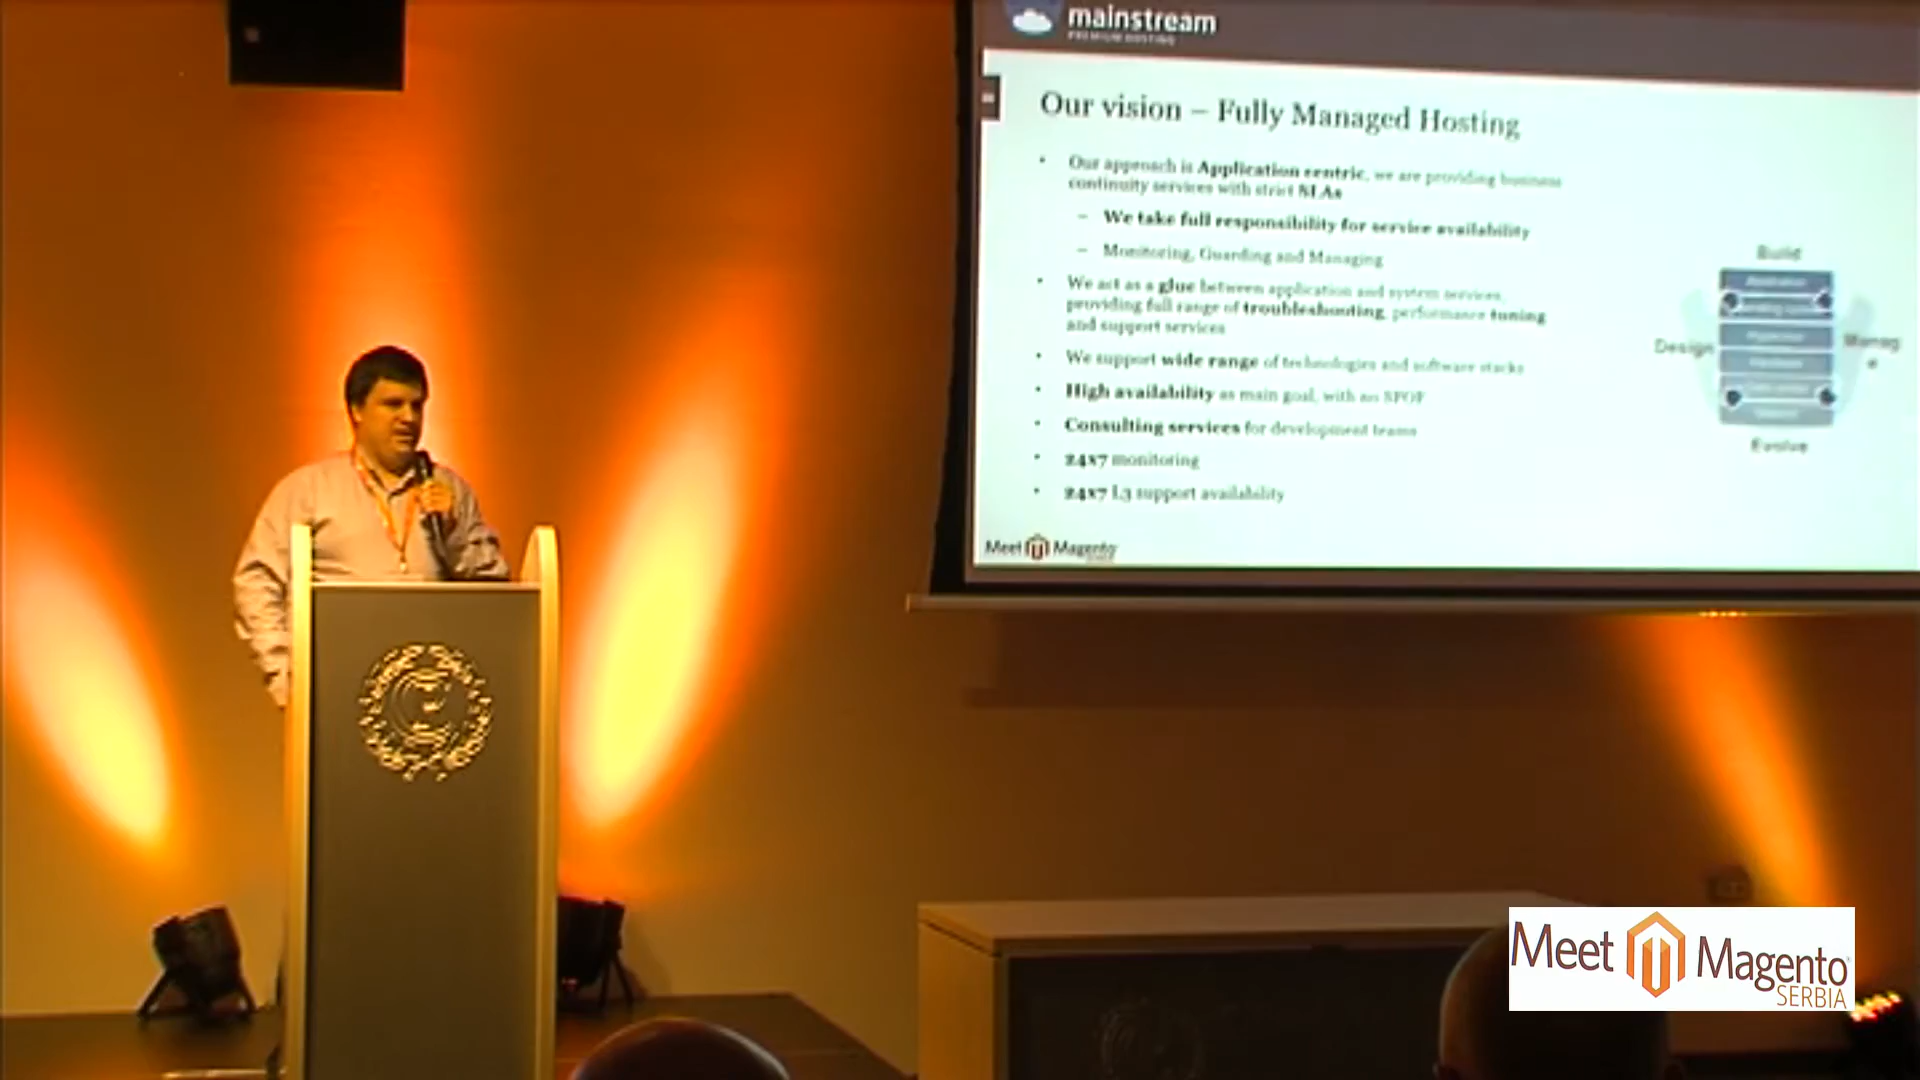 mainstream
PREMIUM HOSTING
Our vision – Fully Managed Hosting
• Our approach is Application centric, we are providing business
continuity services with strict SLAs
– We take full responsibility for service availability
– Monitoring, Guarding and Managing
• We act as a glue between application and system services,
providing full range of troubleshooting, performance tuning
and support services
• We support wide range of technologies and software stacks
• High availability as main goal, with no SPOF
• Consulting services for development teams
• 24x7 monitoring
• 24x7 L3 support availability
Build
Design
Manag
e
Evolve
Meet Magento
Meet Magento
SERBIA